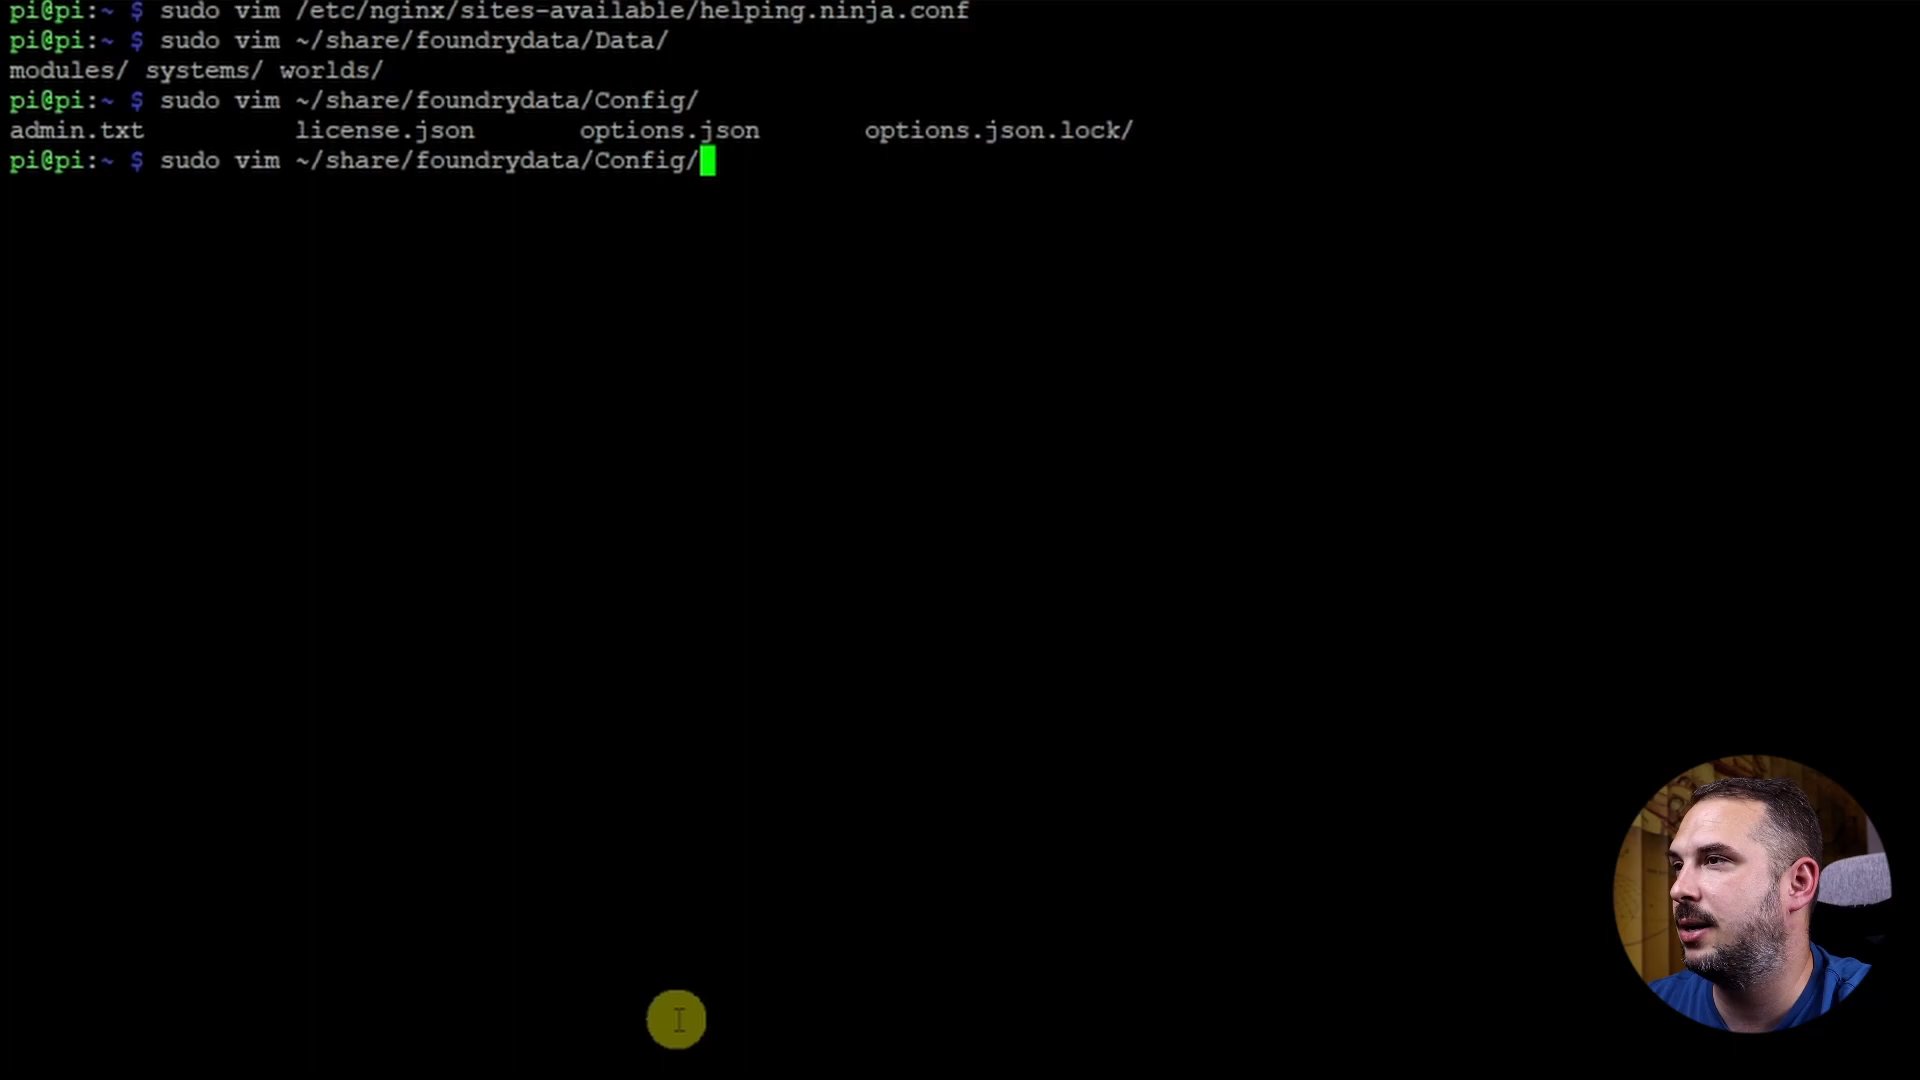 pi@pi:~ $ sudo vim /etc/nginx/sites-available/helping.ninja.conf
pi@pi:~ $ sudo vim ~/share/foundrydata/Data/
modules/ systems/ worlds/
pi@pi:~ $ sudo vim ~/share/foundrydata/Config/
admin.txt license.json options.json options.json.lock/
pi@pi:~ $ sudo vim ~/share/foundrydata/Config/